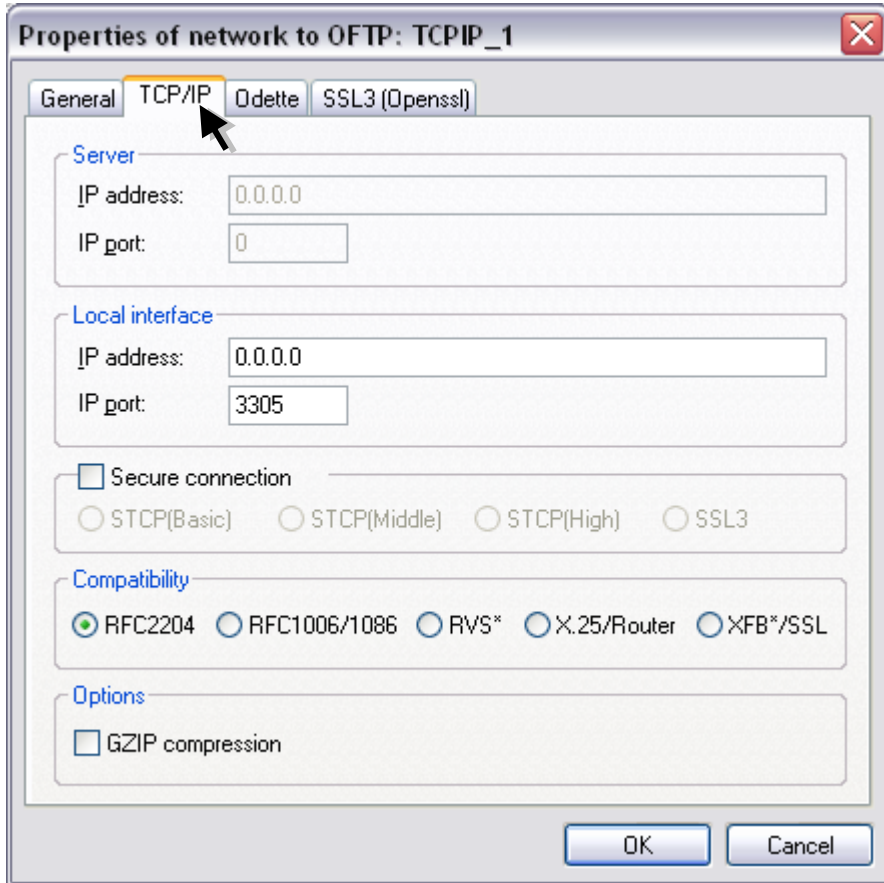 Properties of network to OFTP: TCPIP_1
General TCP/IP Odette SSL3 (Openssl)
Server
IP address: 0.0.0.0
IP port: 0
Local interface
IP address: 0.0.0.0
IP port: 3305
Secure connection
STCP(Basic) STCP(Middle) STCP(High) SSL3
Compatibility
RFC2204 RFC1006/1086 RVS* X.25/Router XFB*/SSL
Options
GZIP compression
OK Cancel